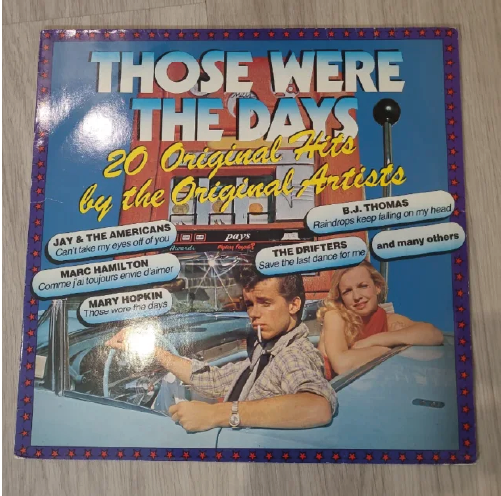 THOSE WERE
THE DAYS
20 Original Hits
by the Original Artists
JAY & THE AMERICANS
Can't take my eyes off of you
MARC HAMILTON
Comme j'ai toujours envie d'aimer
MARY HOPKIN
Those were the days
B.J. THOMAS
Raindrops keep falling on my head
THE DRIFTERS
Save the last dance for me
and many others
pays